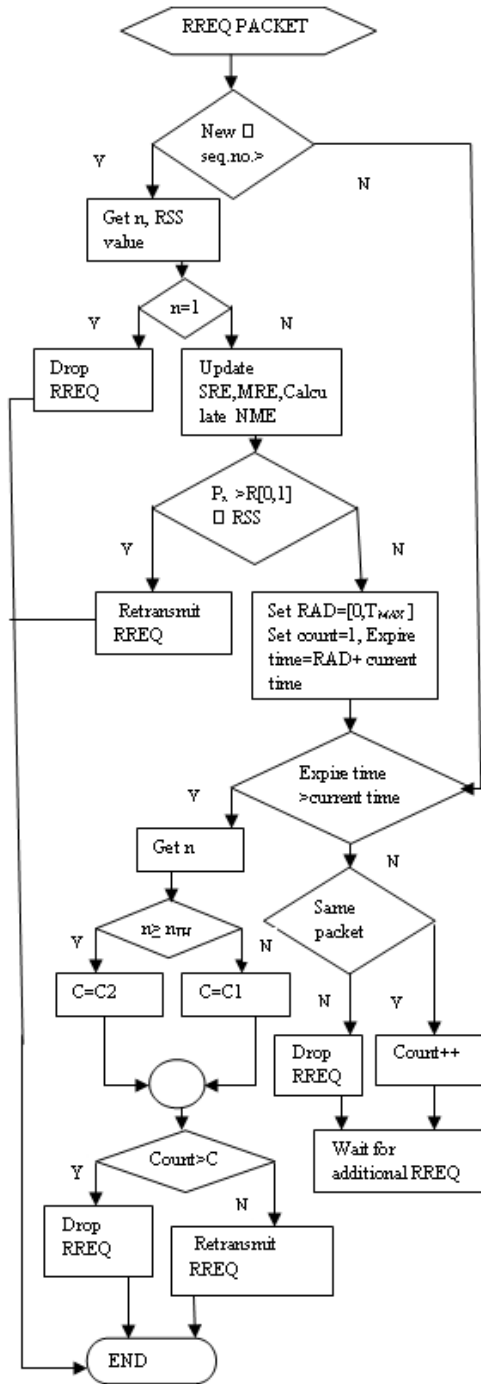 RREQ PACKET
New □
seq.no.>
Y
N
Get n, RSS
value
n=1
Y
N
Drop
RREQ
Update
SRE,MRE,Calcu
late NME
>R[0,1]
□ RSS
Y
N
Retransmit
RREQ
Set RAD=[0,TMAX]
Set count=1, Expire
time=RAD+ current
time
Expire time
>current time
Y
N
Get n
Same
packet
n≥ nTH
Y
N
C=C2
C=C1
N
Y
Drop
RREQ
Count++
Wait for
additional RREQ
Count>C
Y
N
Drop
RREQ
Retransmit
RREQ
END